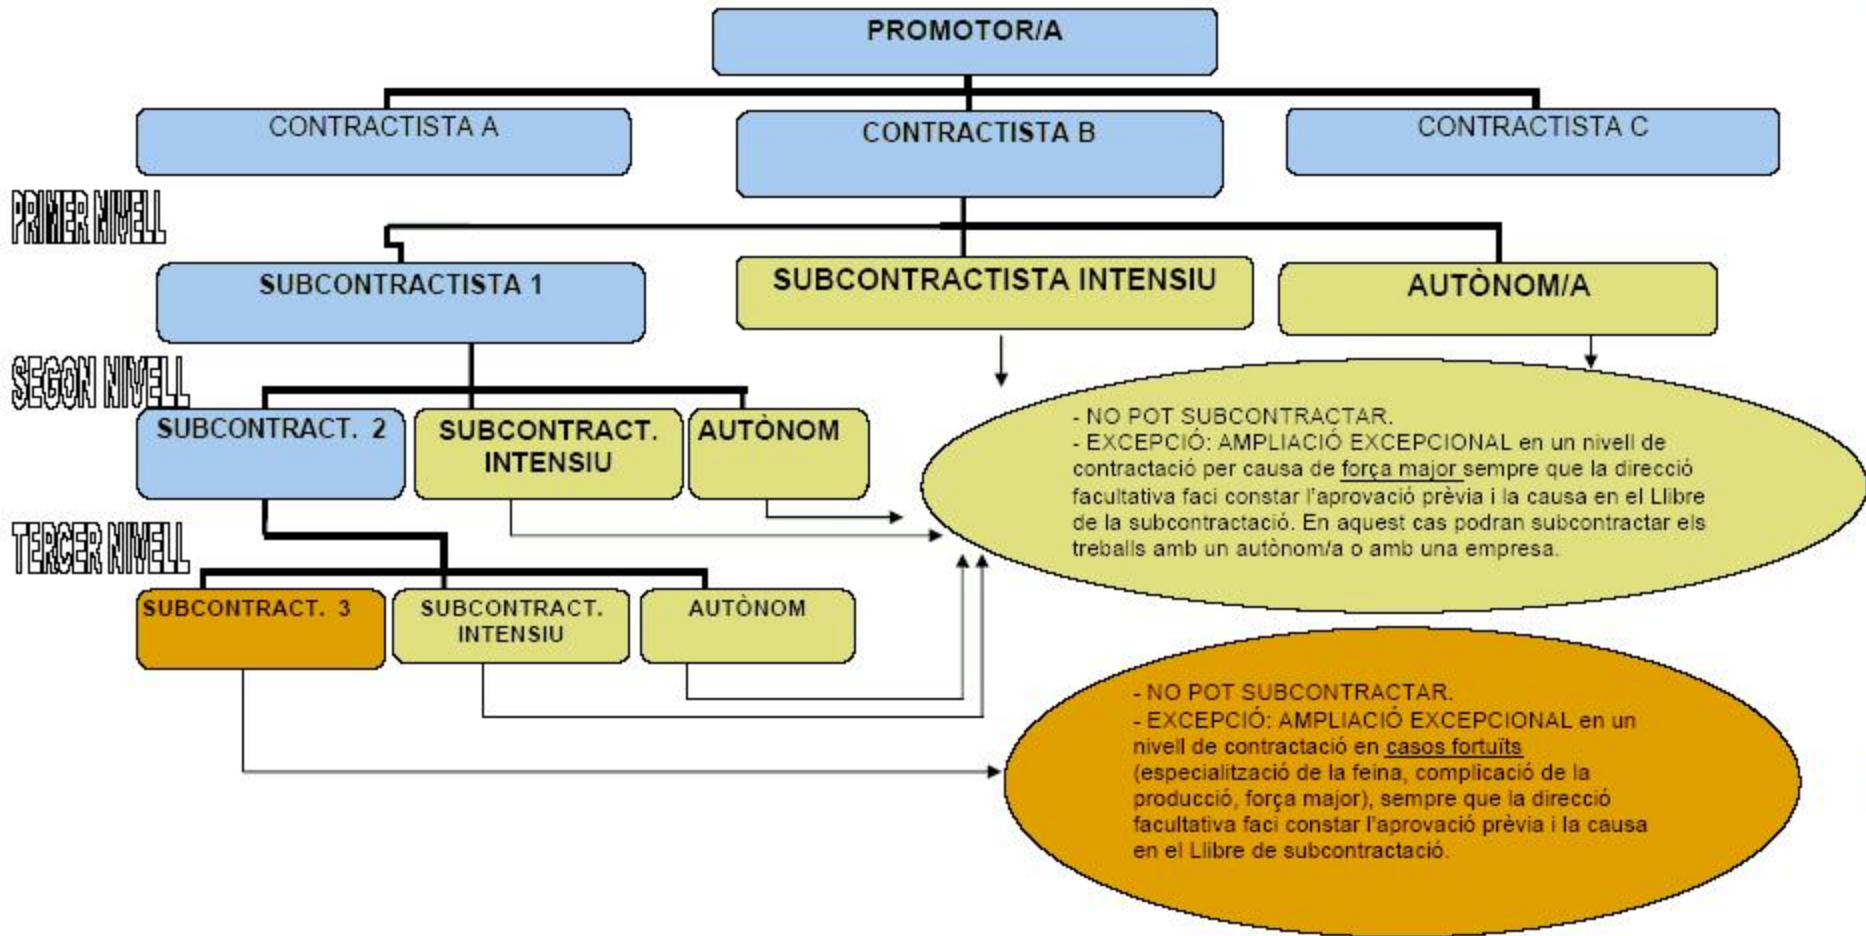 PROMOTOR/A
CONTRACTISTA A
CONTRACTISTA B
CONTRACTISTA C
PRIMER NIVELL
SUBCONTRACTISTA 1
SUBCONTRACTISTA INTENSIU
AUTÒNOM/A
SEGON NIVELL
SUBCONTRACT. 2
SUBCONTRACT.
INTENSIU
AUTÒNOM
- NO POT SUBCONTRACTAR.
- EXCEPCIÓ: AMPLIACIÓ EXCEPCIONAL en un nivell de
contractació per causa de força major sempre que la direcció
facultativa faci constar l'aprovació prèvia i la causa en el Llibre
de la subcontractació. En aquest cas podran subcontractar els
treballs amb un autònom/a o amb una empresa.
TERCER NIVELL
SUBCONTRACT. 3
SUBCONTRACT.
INTENSIU
AUTÒNOM
- NO POT SUBCONTRACTAR.
- EXCEPCIÓ: AMPLIACIÓ EXCEPCIONAL en un
nivell de contractació en casos fortuïts
(especialització de la feina, complicació de la
producció, força major), sempre que la direcció
facultativa faci constar l'aprovació prèvia i la causa
en el Llibre de subcontractació.